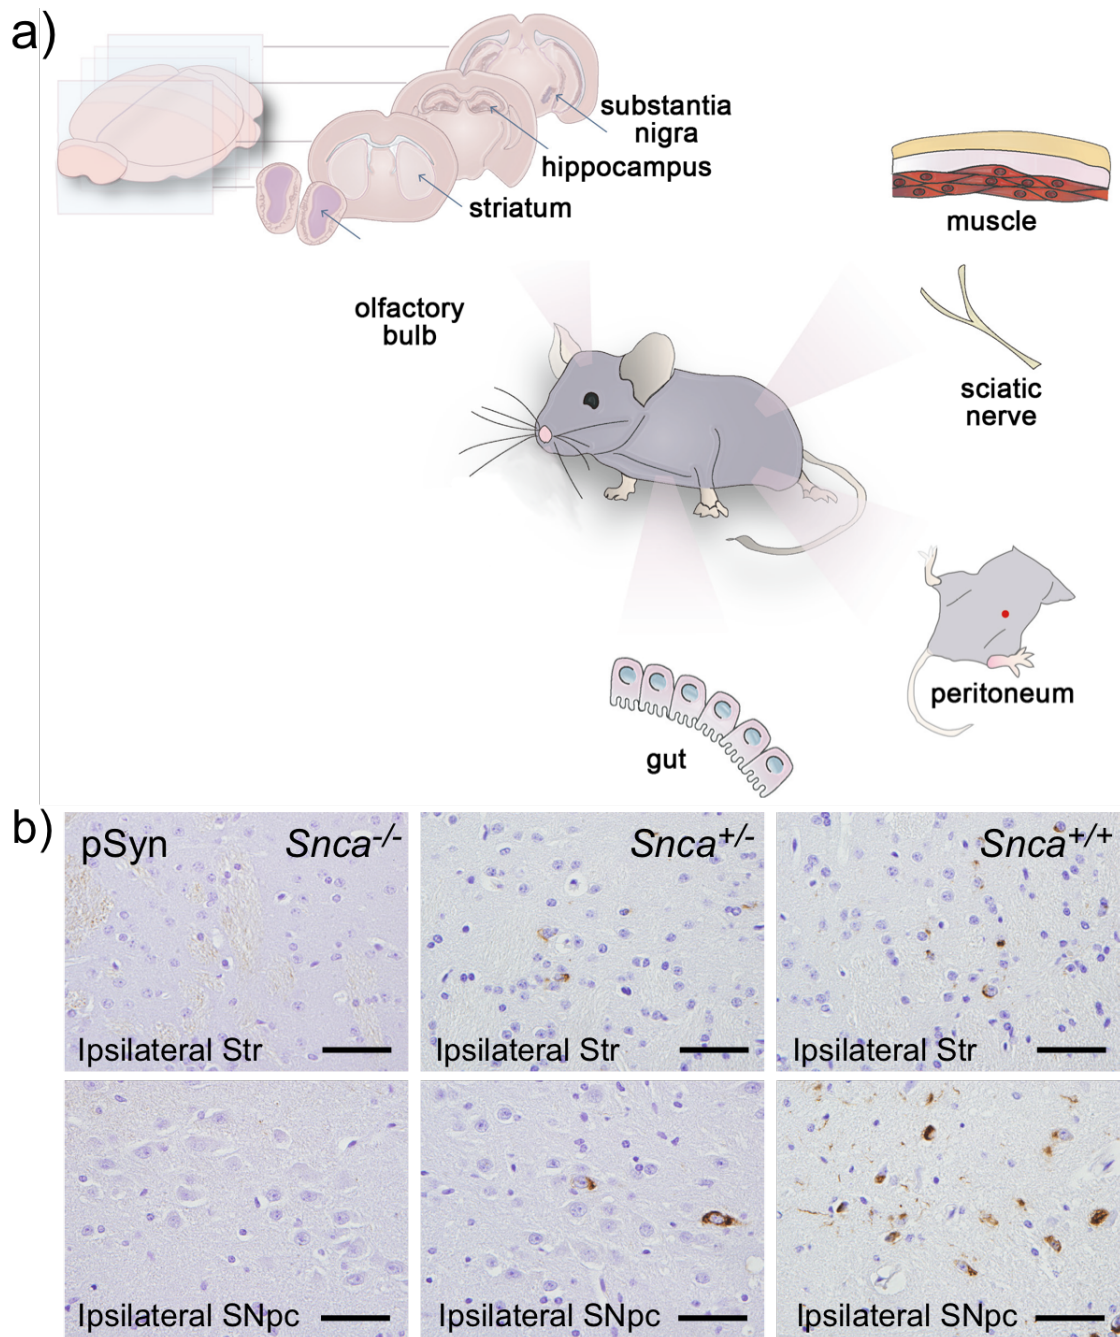 a)
substantia
nigra
hippocampus
striatum
olfactory
bulb
muscle
sciatic
nerve
peritoneum
gut
b)
pSyn Snca-/- Snca+/- Snca+/+
Ipsilateral Str Ipsilateral Str Ipsilateral Str
Ipsilateral SNpc Ipsilateral SNpc Ipsilateral SNpc